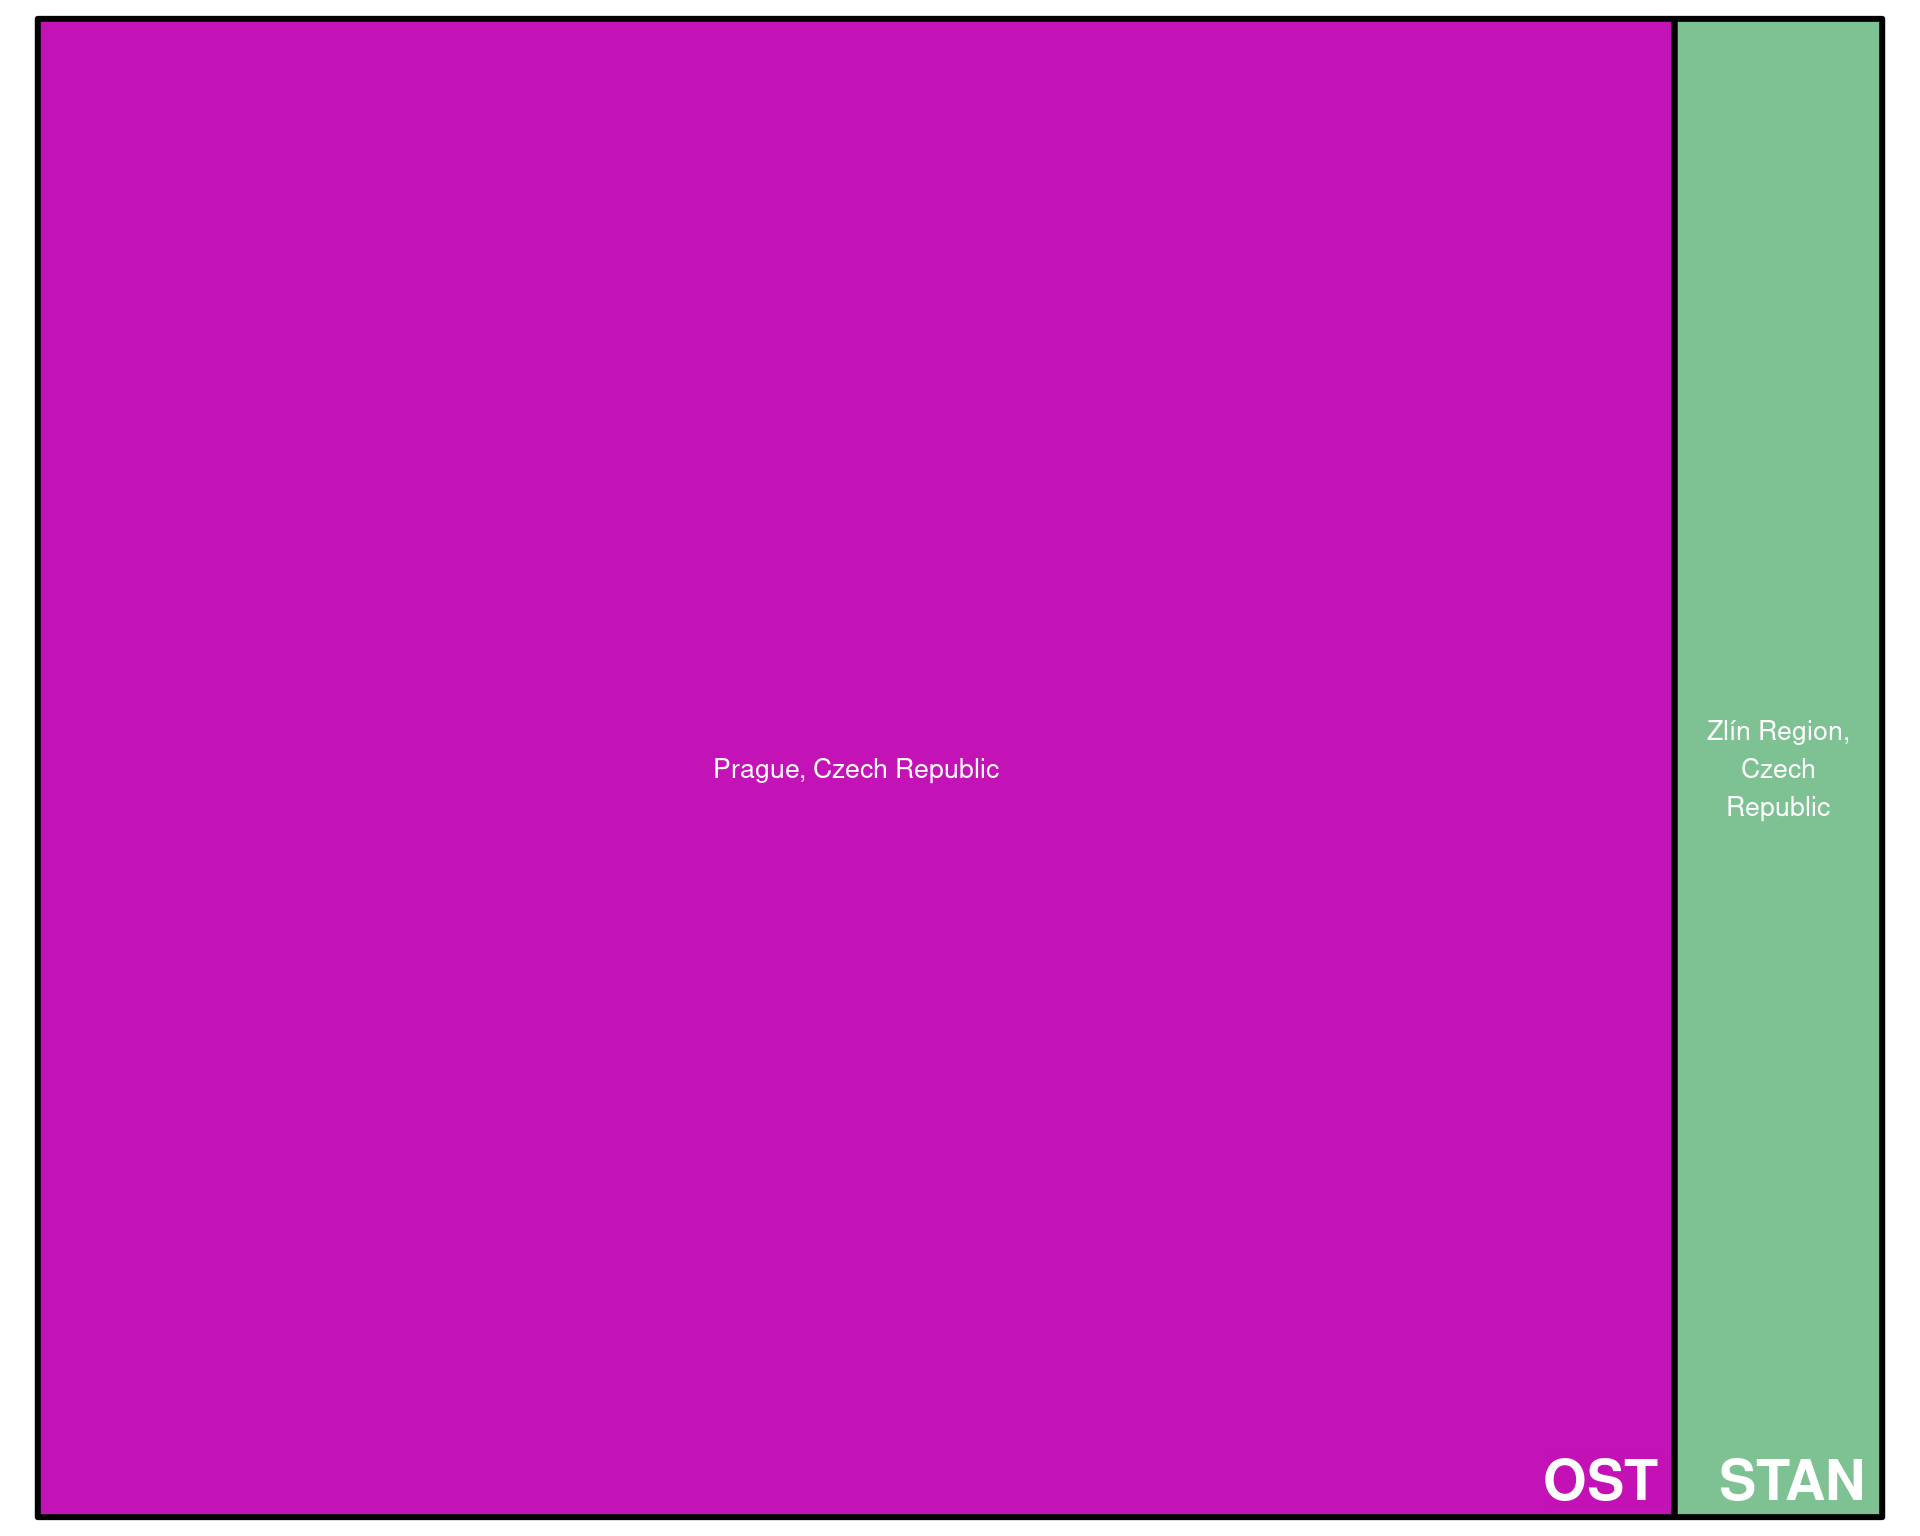 Prague, Czech Republic
Zlín Region,
Czech
Republic
OST
STAN